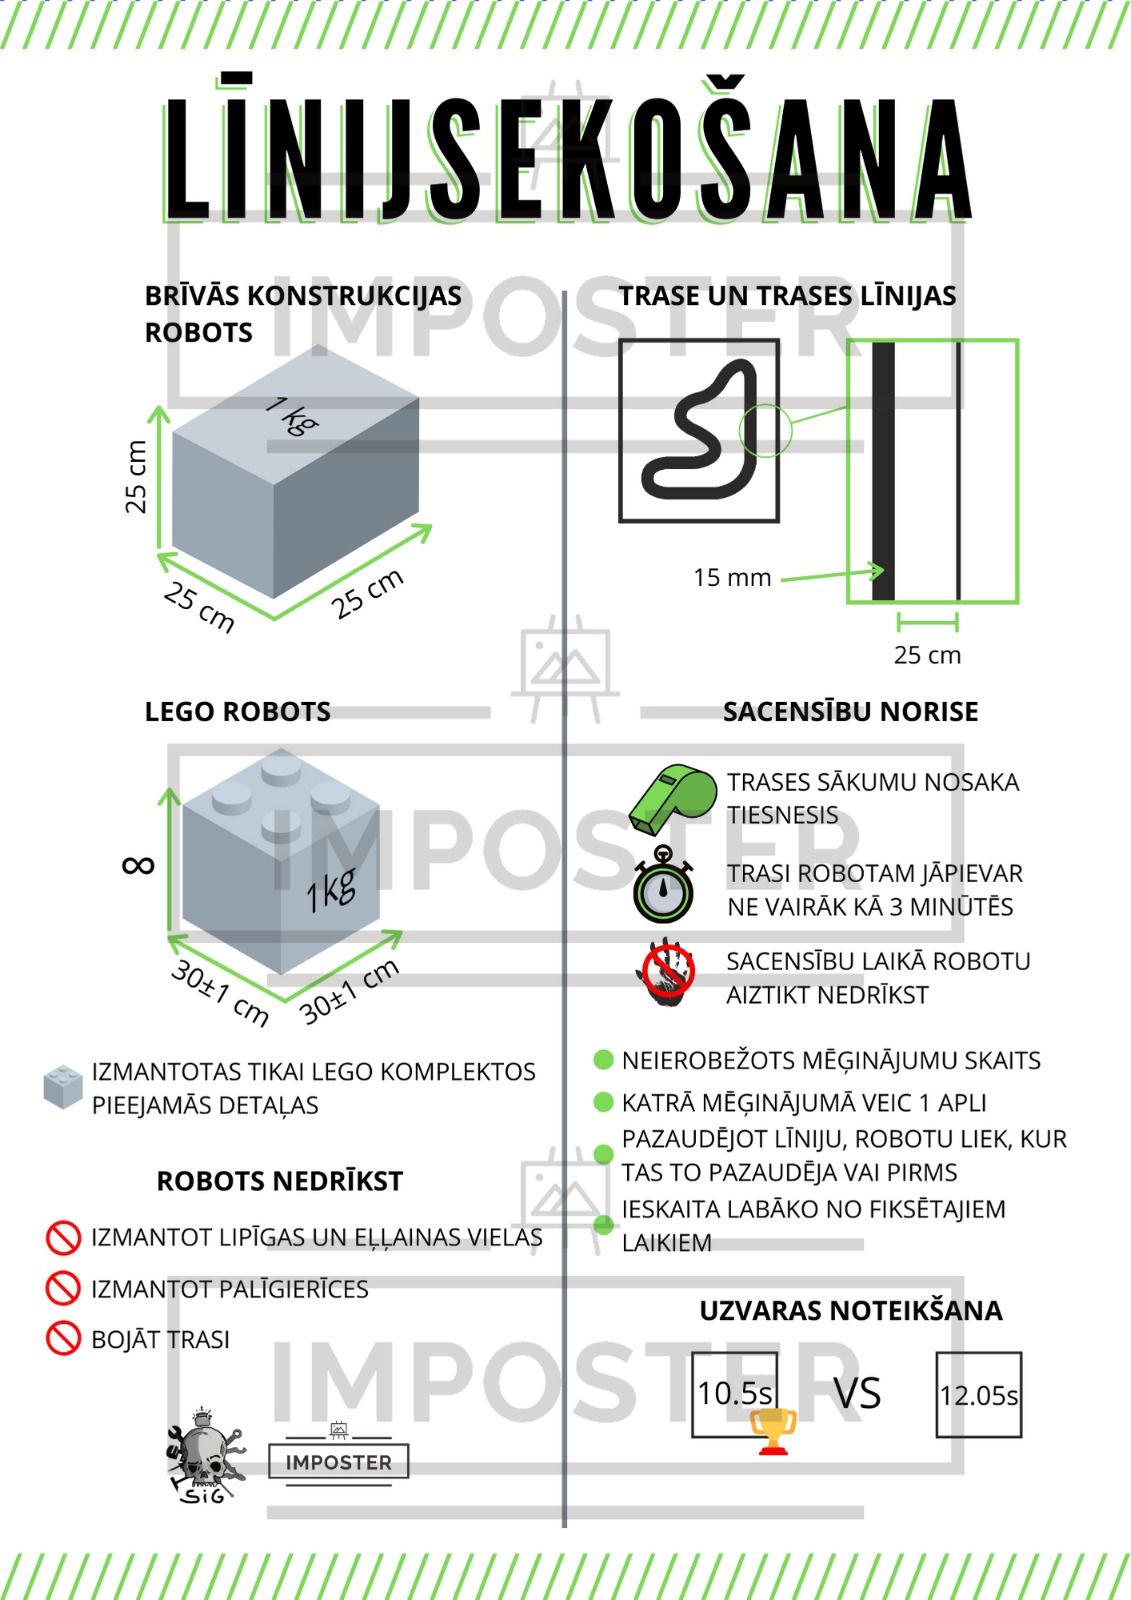 LĪNIJSEKOŠANA
BRĪVĀS KONSTRUKCIJAS
ROBOTS
1 kg
25 cm
25 cm
25 cm
LEGO ROBOTS
∞
1kg
30±1 cm
30±1 cm
IZMANTOTAS TIKAI LEGO KOMPLEKTOS
PIEEJAMĀS DETAĻAS
ROBOTS NEDRĪKST
IZMANTOT LIPĪGAS UN EĻĻAINAS VIELAS
IZMANTOT PALĪGIERĪCES
BOJĀT TRASI
TEC
SiG
IMPOSTER
TRASE UN TRASES LĪNIJAS
15 mm
25 cm
SACENSĪBU NORISE
TRASES SĀKUMU NOSAKA
TIESNESIS
TRASI ROBOTAM JĀPIEVAR
NE VAIRĀK KĀ 3 MINŪTĒS
SACENSĪBU LAIKĀ ROBOTU
AIZTIKT NEDRĪKST
NEIEROBEŽOTS MĒĢINĀJUMU SKAITS
KATRĀ MĒĢINĀJUMĀ VEIC 1 APLI
PAZAUDĒJOT LĪNIJU, ROBOTU LIEK, KUR
TAS TO PAZAUDĒJA VAI PIRMS
IESKAITA LABĀKO NO FIKSĒTAJIEM
LAIKIEM
UZVARAS NOTEIKŠANA
10.5s
VS
12.05s
IMPOSTER
IMPOSTER
IMPOSTER